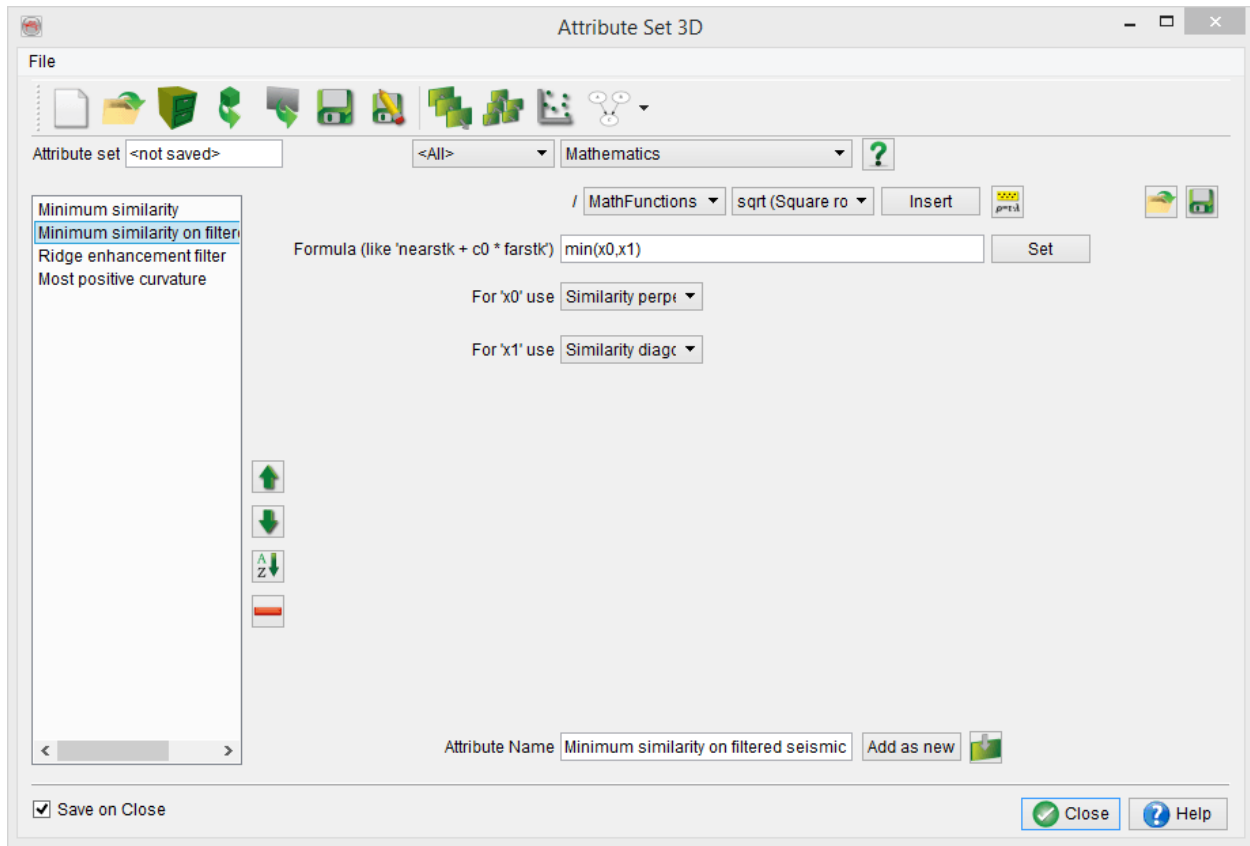 Attribute Set 3D
File
Attribute set <not saved> <All> Mathematics
/ MathFunctions sqrt (Square ro Insert
Minimum similarity
Minimum similarity on filter
Ridge enhancement filter
Most positive curvature
Formula (like 'nearstk + c0 * farstk') min(x0,x1) Set
For 'x0' use Similarity perpe
For 'x1' use Similarity diago
A
Z
Attribute Name Minimum similarity on filtered seismic Add as new
Save on Close
Close Help